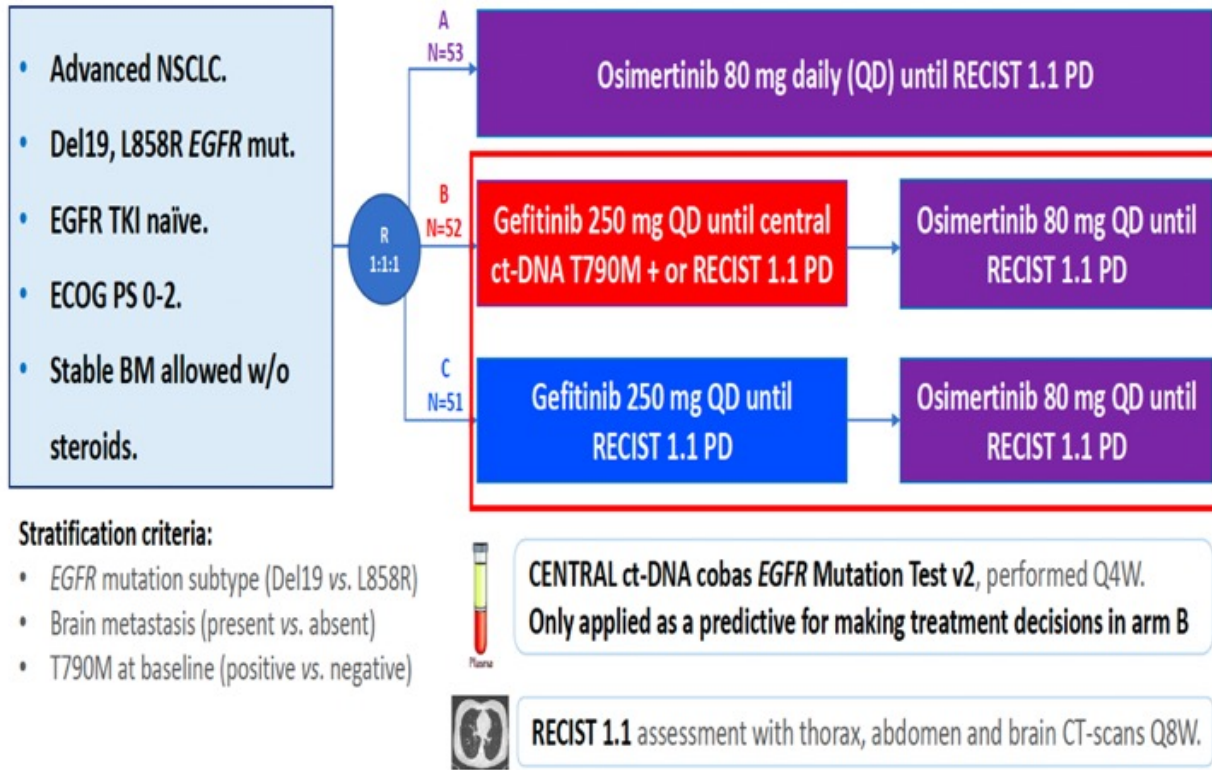 • Advanced NSCLC.
• Del19, L858R EGFR mut.
• EGFR TKI naïve.
• ECOG PS 0-2.
• Stable BM allowed w/o
steroids.
R
1:1:1
A
N=53
Osimertinib 80 mg daily (QD) until RECIST 1.1 PD
B
N=52
Gefitinib 250 mg QD until central
ct-DNA T790M + or RECIST 1.1 PD
Osimertinib 80 mg QD until
RECIST 1.1 PD
C
N=51
Gefitinib 250 mg QD until
RECIST 1.1 PD
Osimertinib 80 mg QD until
RECIST 1.1 PD
Stratification criteria:
• EGFR mutation subtype (Del19 vs. L858R)
• Brain metastasis (present vs. absent)
• T790M at baseline (positive vs. negative)
Plasma
CENTRAL ct-DNA cobas EGFR Mutation Test v2, performed Q4W.
Only applied as a predictive for making treatment decisions in arm B
RECIST 1.1 assessment with thorax, abdomen and brain CT-scans Q8W.